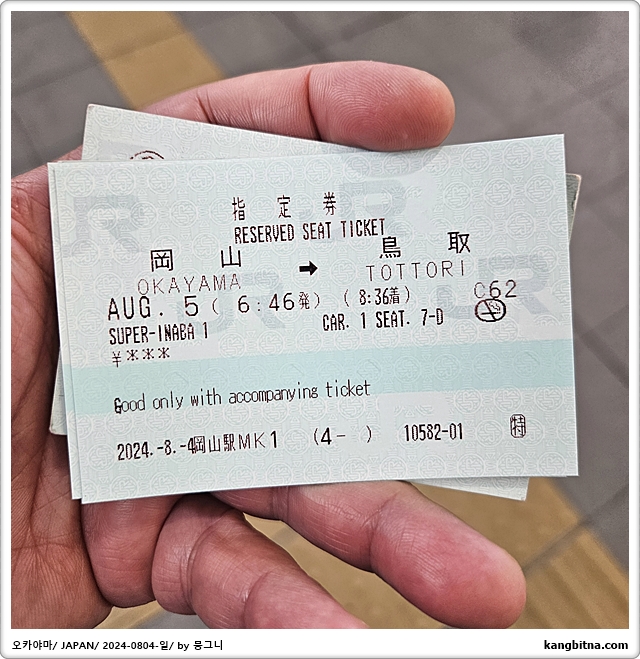 指 定 券
RESERVED SEAT TICKET
岡 山 ➡ 鳥 取
OKAYAMA TOTTORI
AUG. 5 ( 6:46発) ( 8:36着) C62
SUPER-INABA 1 CAR. 1 SEAT. 7-D
¥***
Good only with accompanying ticket
2024.-8.-4岡山駅MK1 (4- ) 10582-01 特
JR
오카야마/ JAPAN/ 2024-0804-일/ by 뭉그니
kangbitna.com